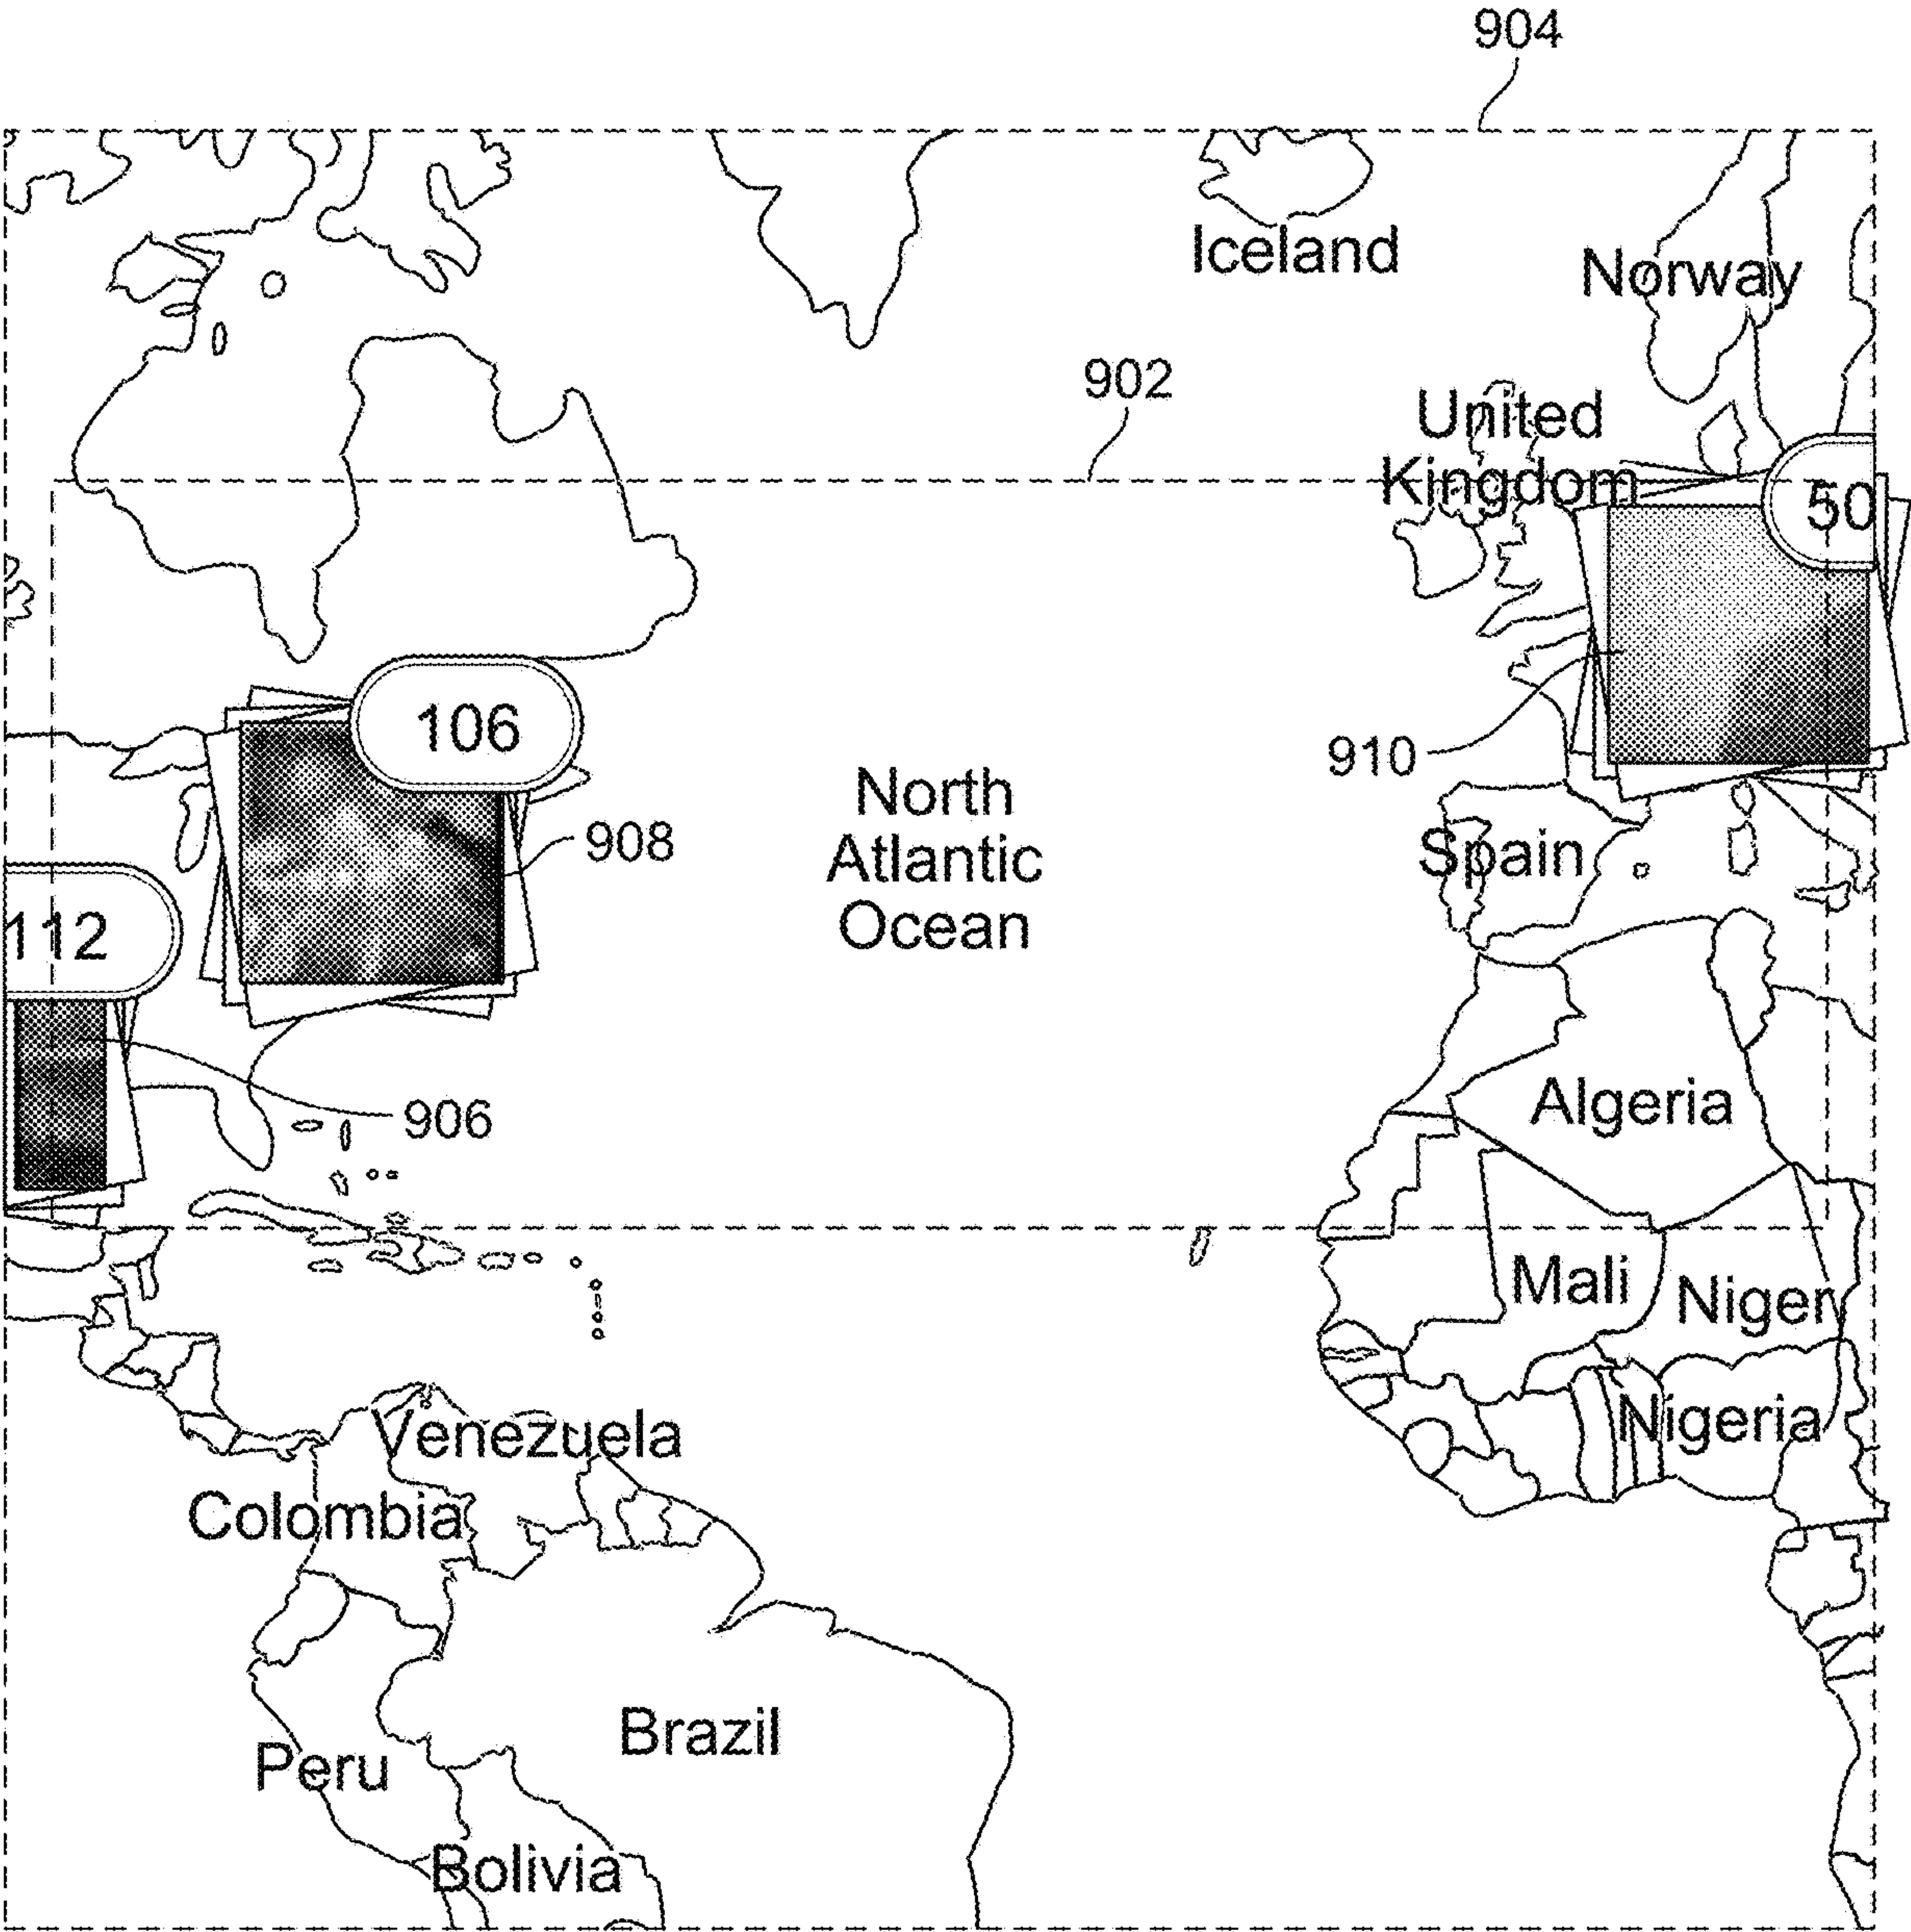 904
Iceland
Norway
902
United
Kingdom
50
106
910
North
Atlantic
Ocean
908
Spain
112
906
Algeria
Mali
Niger
Nigeria
Venezuela
Colombia
Brazil
Peru
Bolivia